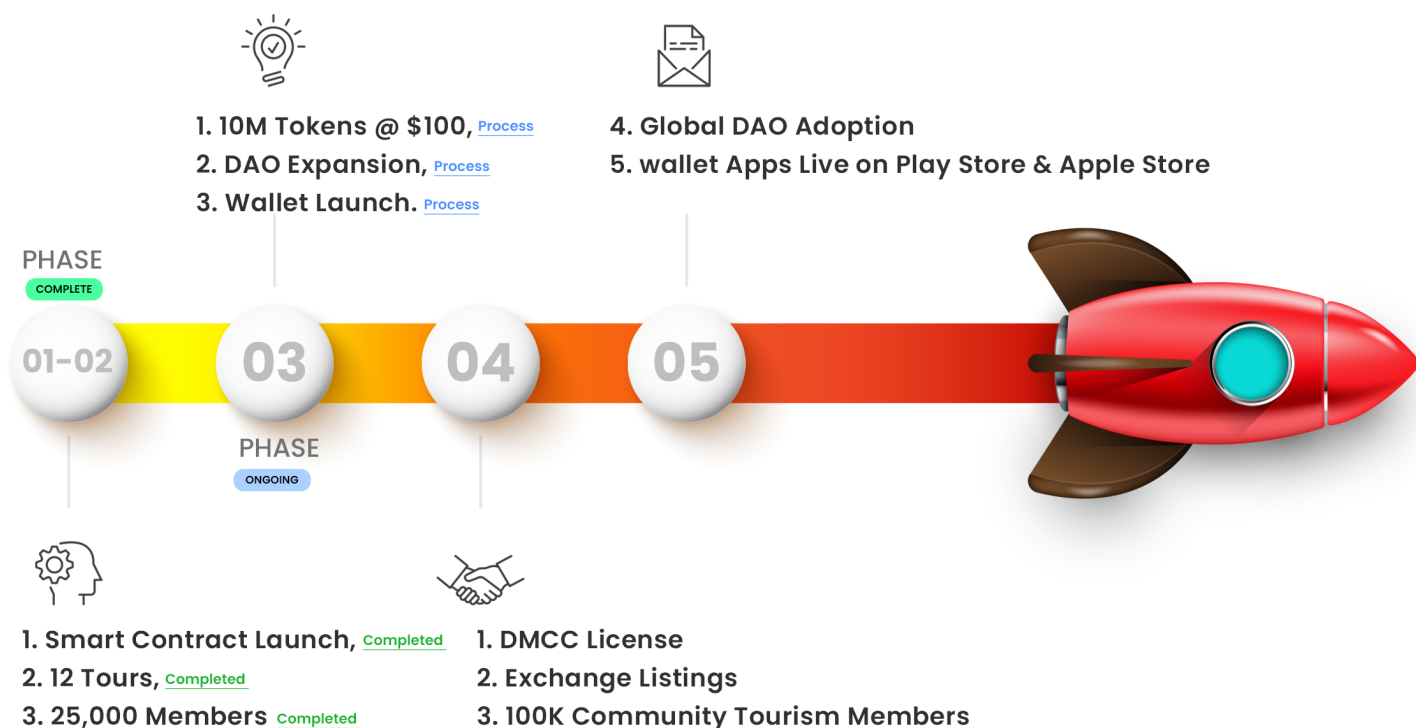 1. 10M Tokens @ $100, Process
2. DAO Expansion, Process
3. Wallet Launch. Process
4. Global DAO Adoption
5. wallet Apps Live on Play Store & Apple Store
PHASE
COMPLETE
01-02
03
04
05
PHASE
ONGOING
1. Smart Contract Launch, Completed
2. 12 Tours, Completed
3. 25,000 Members Completed
1. DMCC License
2. Exchange Listings
3. 100K Community Tourism Members